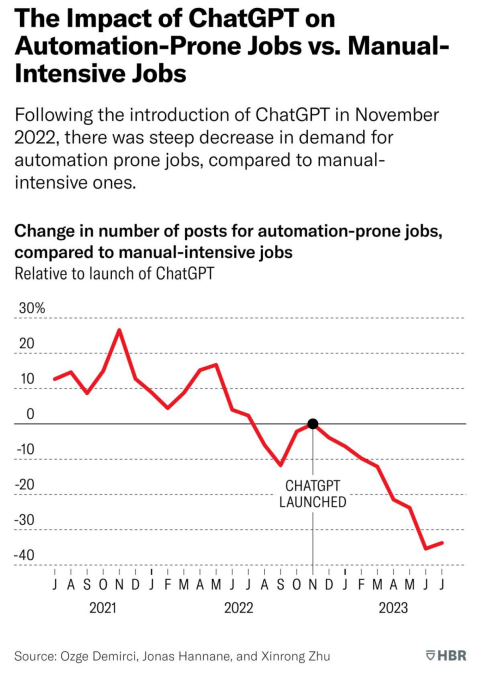 The Impact of ChatGPT on
Automation-Prone Jobs vs. Manual-
Intensive Jobs
Following the introduction of ChatGPT in November
2022, there was steep decrease in demand for
automation prone jobs, compared to manual-
intensive ones.
Change in number of posts for automation-prone jobs,
compared to manual-intensive jobs
Relative to launch of ChatGPT
30%
20
10
0
-10
-20
-30
-40
CHATGPT
LAUNCHED
J A S O N D J F M A M J J A S O N D J F M A M J J
2021 2022 2023
Source: Ozge Demirci, Jonas Hannane, and Xinrong Zhu
HBR